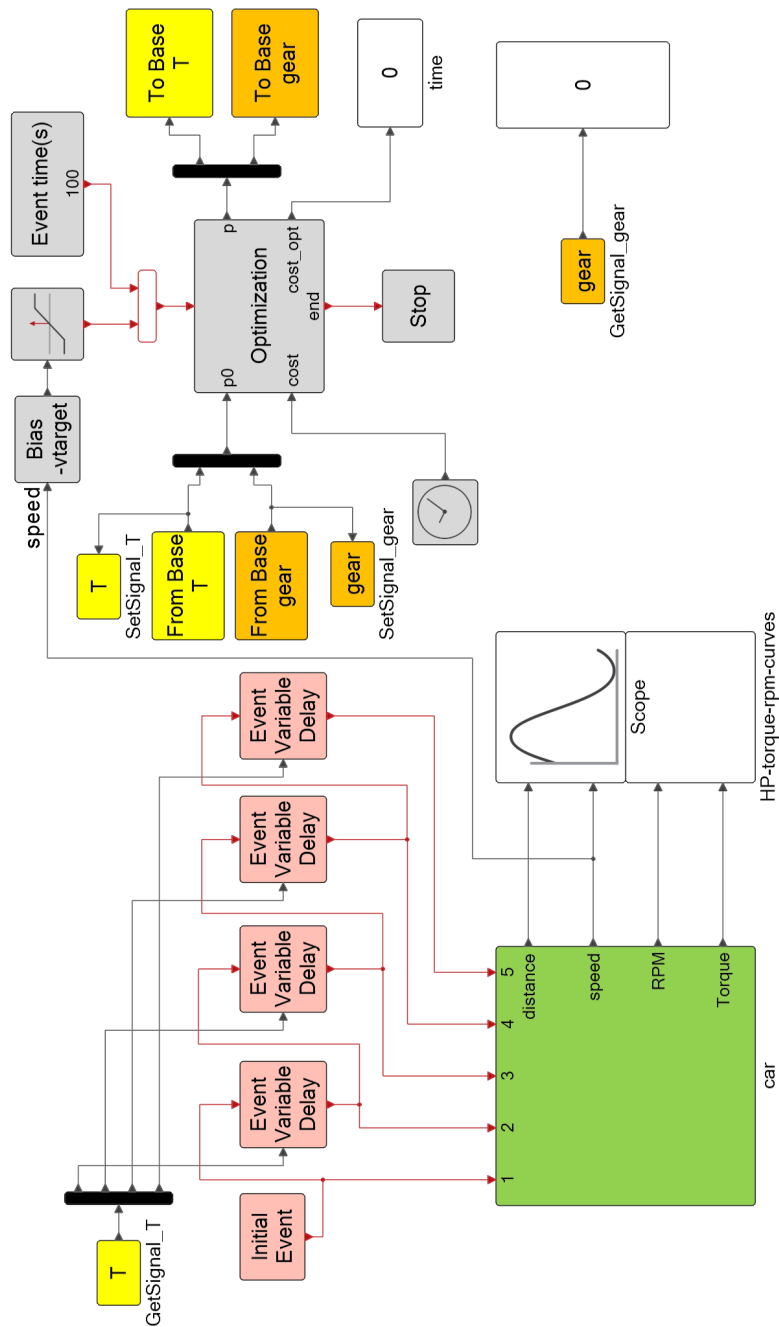 T
GetSignal_T
Initial
Event
Event
Variable
Delay
Event
Variable
Delay
Event
Variable
Delay
Event
Variable
Delay
1
2
3
4
5
distance
speed
RPM
Torque
car
Scope
HP-torque-rpm-curves
speed
Bias
-vtarget
Event time(s)
100
T
SetSignal_T
From Base
T
From Base
gear
gear
SetSignal_gear
p0
cost
Optimization
p
cost_opt
end
Stop
To Base
T
To Base
gear
0
time
gear
GetSignal_gear
0